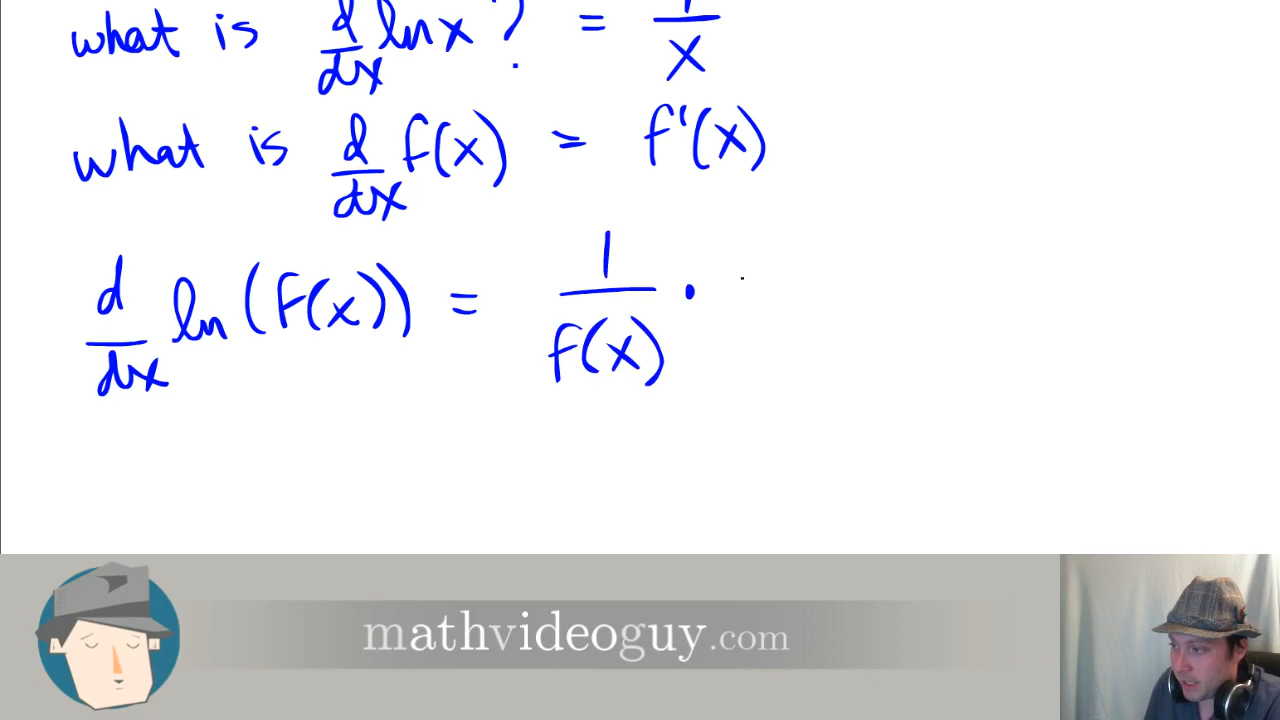 what is d/dx ln x ? = 1/x
what is d/dx f(x) = f'(x)
d/dx ln(f(x)) = 1/f(x) ·
mathvideoguy.com